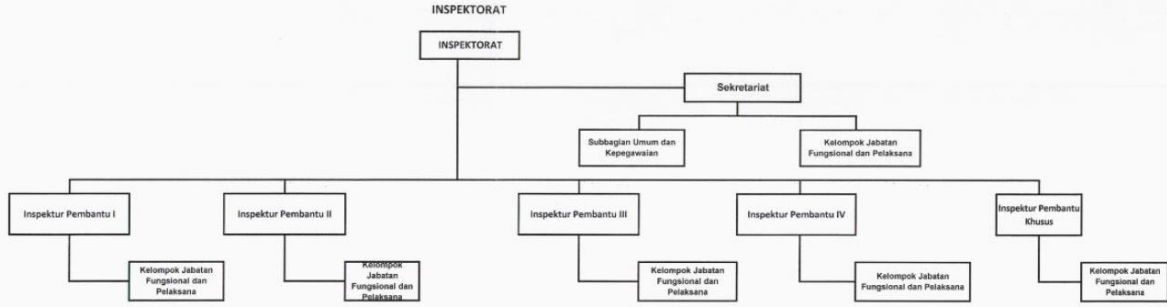 INSPEKTORAT
INSPEKTORAT
Sekretariat
Subbagian Umum dan
Kepegawaian
Kelompok Jabatan
Fungsional dan Pelaksana
Inspektur Pembantu I
Inspektur Pembantu II
Inspektur Pembantu III
Inspektur Pembantu IV
Inspektur Pembantu
Khusus
Kelompok Jabatan
Fungsional dan
Pelaksana
Kelompok
Jabatan
Fungsional dan
Pelaksana
Kelompok Jabatan
Fungsional dan
Pelaksana
Kelompok Jabatan
Fungsional dan Pelaksana
Kelompok Jabatan
Fungsional dan
Pelaksana